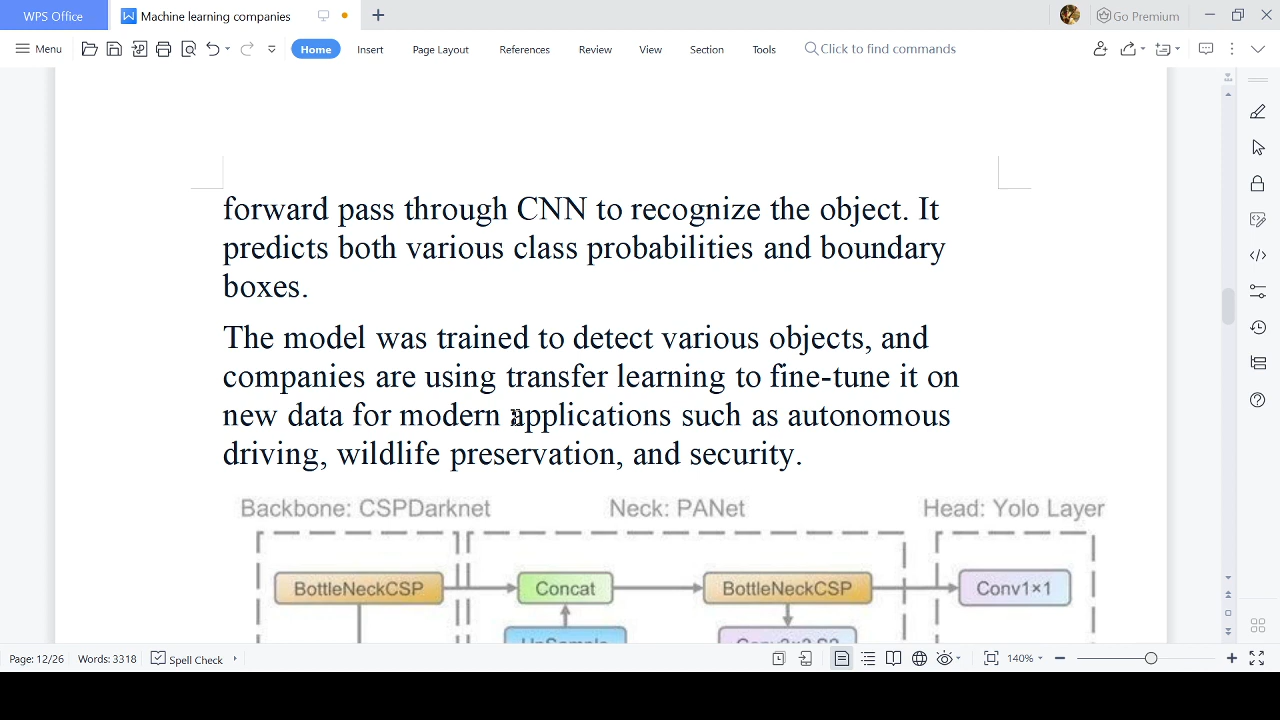 WPS Office
Machine learning companies
Go Premium
Menu
Home
Insert
Page Layout
References
Review
View
Section
Tools
Click to find commands
forward pass through CNN to recognize the object. It
predicts both various class probabilities and boundary
boxes.
The model was trained to detect various objects, and
companies are using transfer learning to fine-tune it on
new data for modern applications such as autonomous
driving, wildlife preservation, and security.
Backbone: CSPDarknet
Neck: PANet
Head: Yolo Layer
BottleNeckCSP
Concat
BottleNeckCSP
Conv1×1
UpSample
Conv3×3 S2
Page: 12/26
Words: 3318
Spell Check
140%